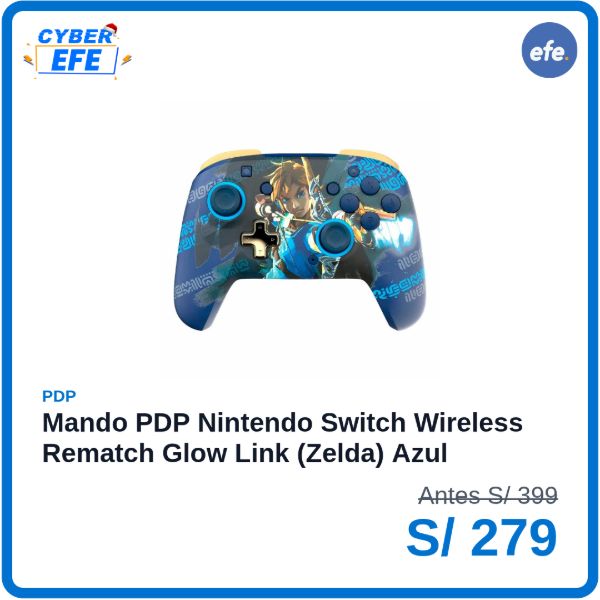 CYBER
EFE
efe.
PDP
Mando PDP Nintendo Switch Wireless
Rematch Glow Link (Zelda) Azul
Antes S/ 399
S/ 279